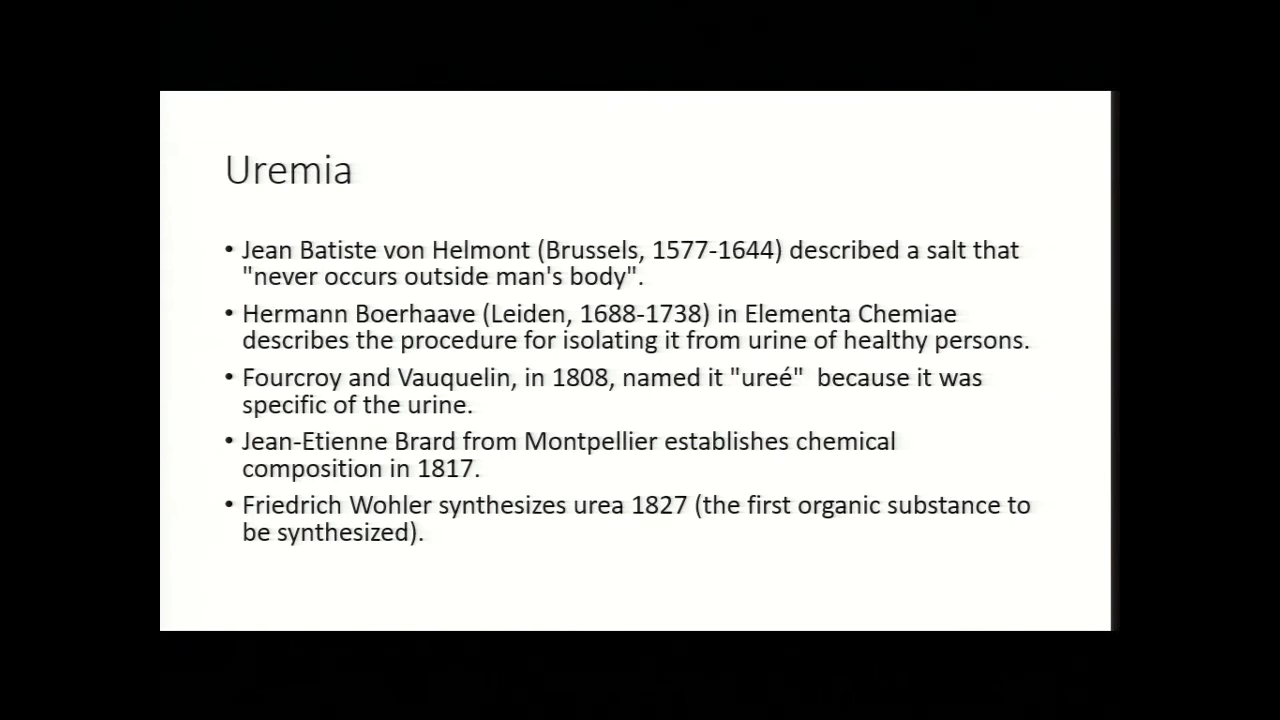 Uremia
• Jean Batiste von Helmont (Brussels, 1577-1644) described a salt that
"never occurs outside man's body".
• Hermann Boerhaave (Leiden, 1688-1738) in Elementa Chemiae
describes the procedure for isolating it from urine of healthy persons.
• Fourcroy and Vauquelin, in 1808, named it "ureé"  because it was
specific of the urine.
• Jean-Etienne Brard from Montpellier establishes chemical
composition in 1817.
• Friedrich Wohler synthesizes urea 1827 (the first organic substance to
be synthesized).